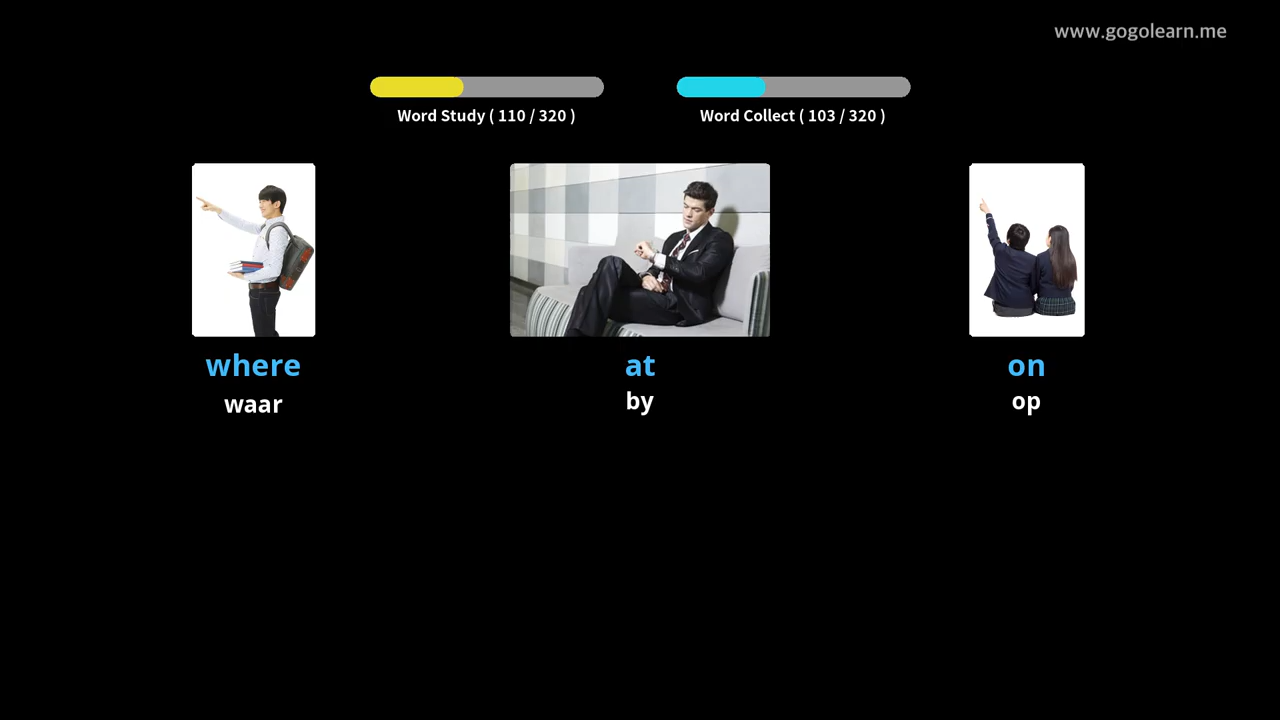 www.gogolearn.me
Word Study ( 110 / 320 )
Word Collect ( 103 / 320 )
where
at
on
waar
by
op